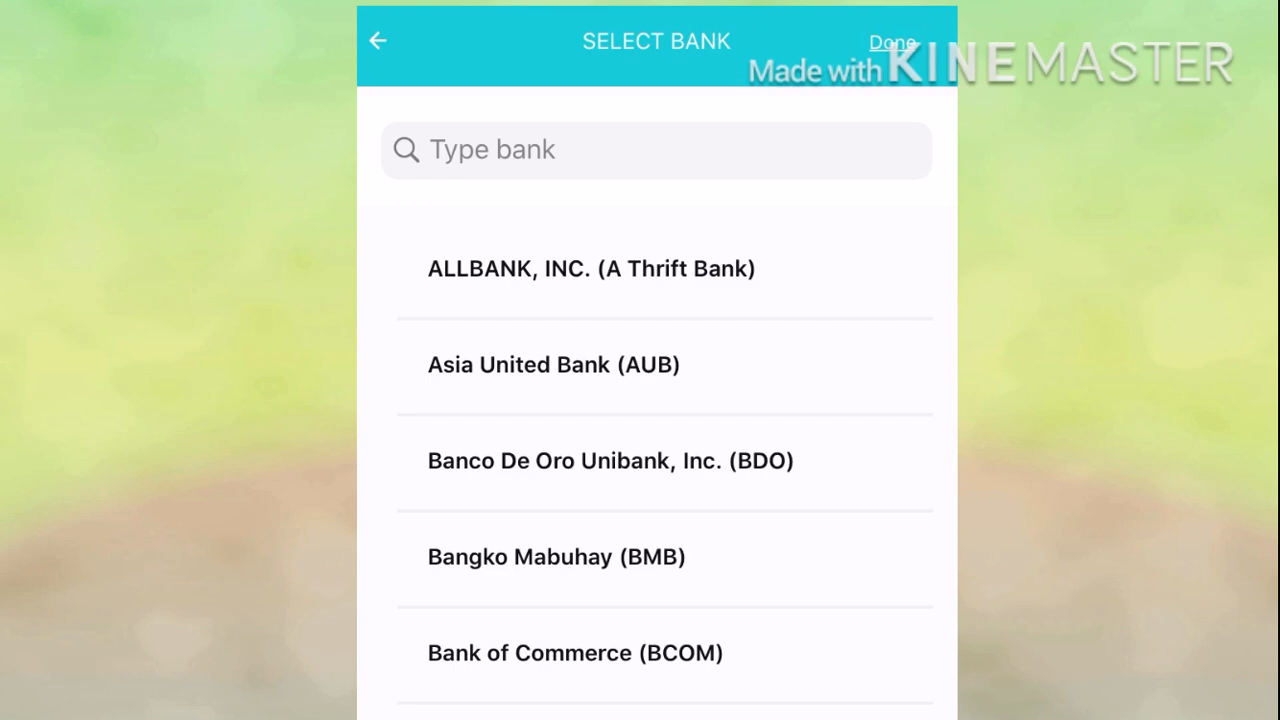 SELECT BANK
Done
Made with KINEMASTER
Type bank
ALLBANK, INC. (A Thrift Bank)
Asia United Bank (AUB)
Banco De Oro Unibank, Inc. (BDO)
Bangko Mabuhay (BMB)
Bank of Commerce (BCOM)